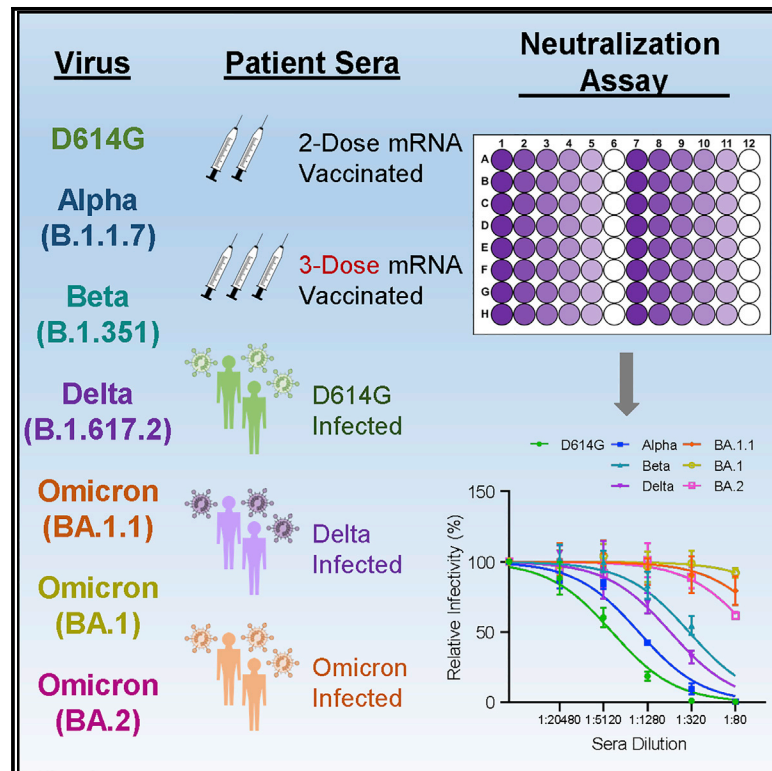 Virus
D614G
Alpha
(B.1.1.7)
Beta
(B.1.351)
Delta
(B.1.617.2)
Omicron
(BA.1.1)
Omicron
(BA.1)
Omicron
(BA.2)
Patient Sera
2-Dose mRNA
Vaccinated
3-Dose mRNA
Vaccinated
D614G
Infected
Delta
Infected
Omicron
Infected
Neutralization
Assay
1 2 3 4 5 6 7 8 9 10 11 12
A
B
C
D
E
F
G
H
D614G Alpha BA.1.1
Beta BA.1
Delta BA.2
Relative Infectivity (%)
150
100
50
0
1:20480 1:5120 1:1280 1:320 1:80
Sera Dilution